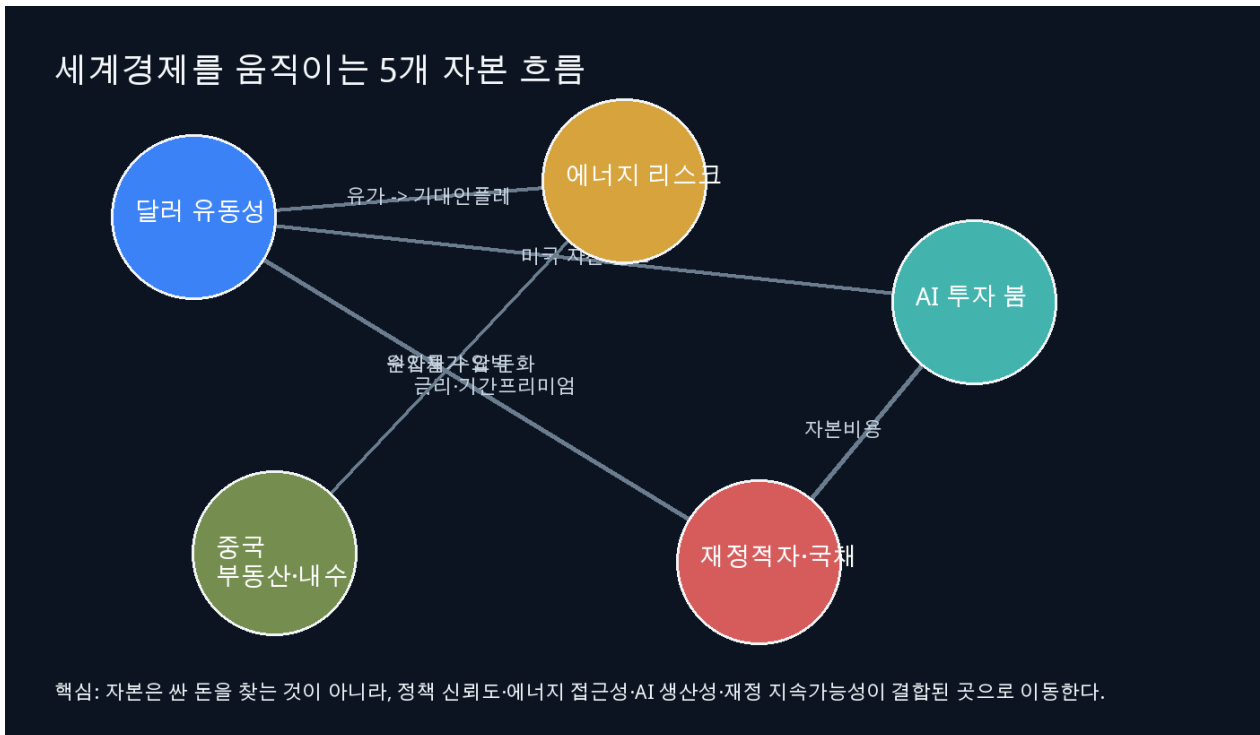 세계경제를 움직이는 5개 자본 흐름
에너지 리스크
달러 유동성
유가 -> 기대인플레
미국
AI 투자 붐
둔화
금리·기간프리미엄
자본비용
중국
부동산·내수
재정적자·국채
핵심: 자본은 싼 돈을 찾는 것이 아니라, 정책 신뢰도·에너지 접근성·AI 생산성·재정 지속가능성이 결합된 곳으로 이동한다.